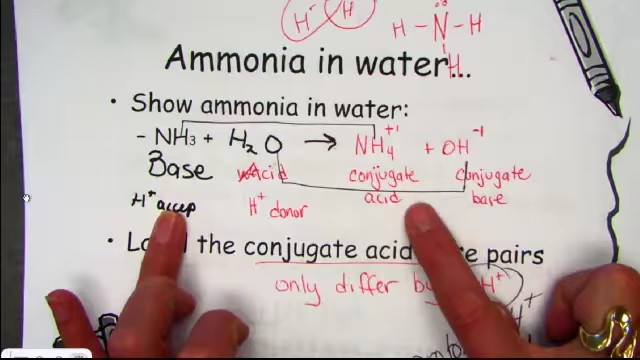 H H
H - N - H
H
Ammonia in water...
• Show ammonia in water:
- NH3 + H2O → NH4+1 + OH-1
Base Acid conjugate acid conjugate base
H+ accep H+ donor
the conjugate acid pairs
only differ by H+
H+